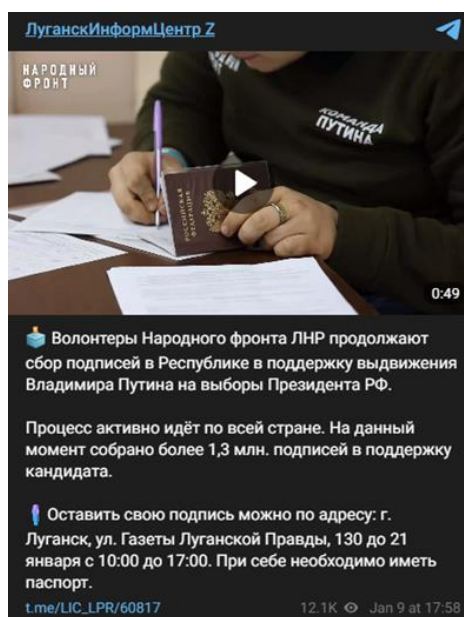 ЛуганскИнформЦентр Z
НАРОДНЫЙ
ФРОНТ
КОМАНДА
ПУТИНА
РОССИЙСКАЯ
ФЕДЕРАЦИЯ
0:49
Волонтеры Народного фронта ЛНР продолжают
сбор подписей в Республике в поддержку выдвижения
Владимира Путина на выборы Президента РФ.
Процесс активно идёт по всей стране. На данный
момент собрано более 1,3 млн. подписей в поддержку
кандидата.
Оставить свою подпись можно по адресу: г.
Луганск, ул. Газеты Луганской Правды, 130 до 21
января с 10:00 до 17:00. При себе необходимо иметь
паспорт.
t.me/LIC_LPR/60817 12.1K Jan 9 at 17:58